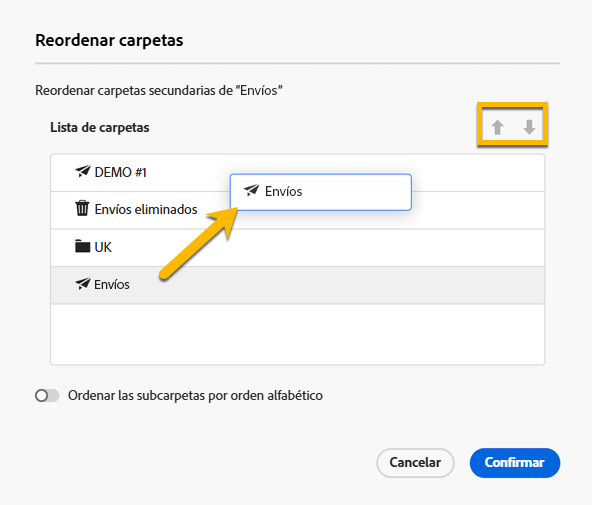 Reordenar carpetas
Reordenar carpetas secundarias de "Envíos"
Lista de carpetas
DEMO #1
Envíos
Envíos eliminados
UK
Envíos
Ordenar las subcarpetas por orden alfabético
Cancelar
Confirmar